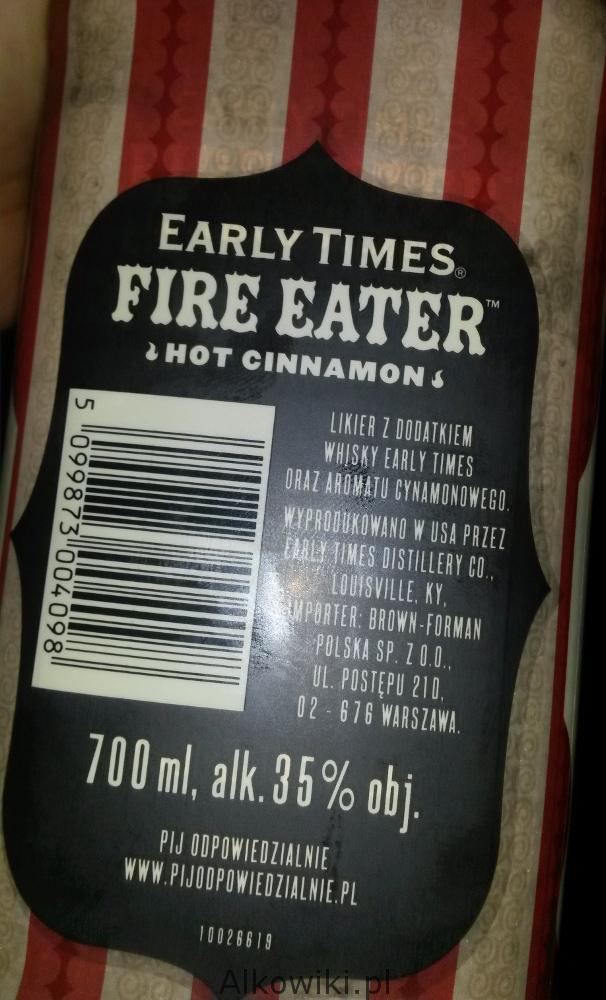 EARLY TIMES®
FIRE EATER™
HOT CINNAMON
5 099873 004098
LIKIER Z DODATKIEM
WHISKY EARLY TIMES
ORAZ AROMATU CYNAMONOWEGO.
WYPRODUKOWANO W USA PRZEZ
EARLY TIMES DISTILLERY CO.,
LOUISVILLE, KY,
IMPORTER: BROWN-FORMAN
POLSKA SP. Z O.O.,
UL. POSTĘPU 21D,
02 - 676 WARSZAWA.
700 ml, alk. 35% obj.
PIJ ODPOWIEDZIALNIE
WWW.PIJODPOWIEDZIALNIE.PL
10026619
Alkowiki.pl